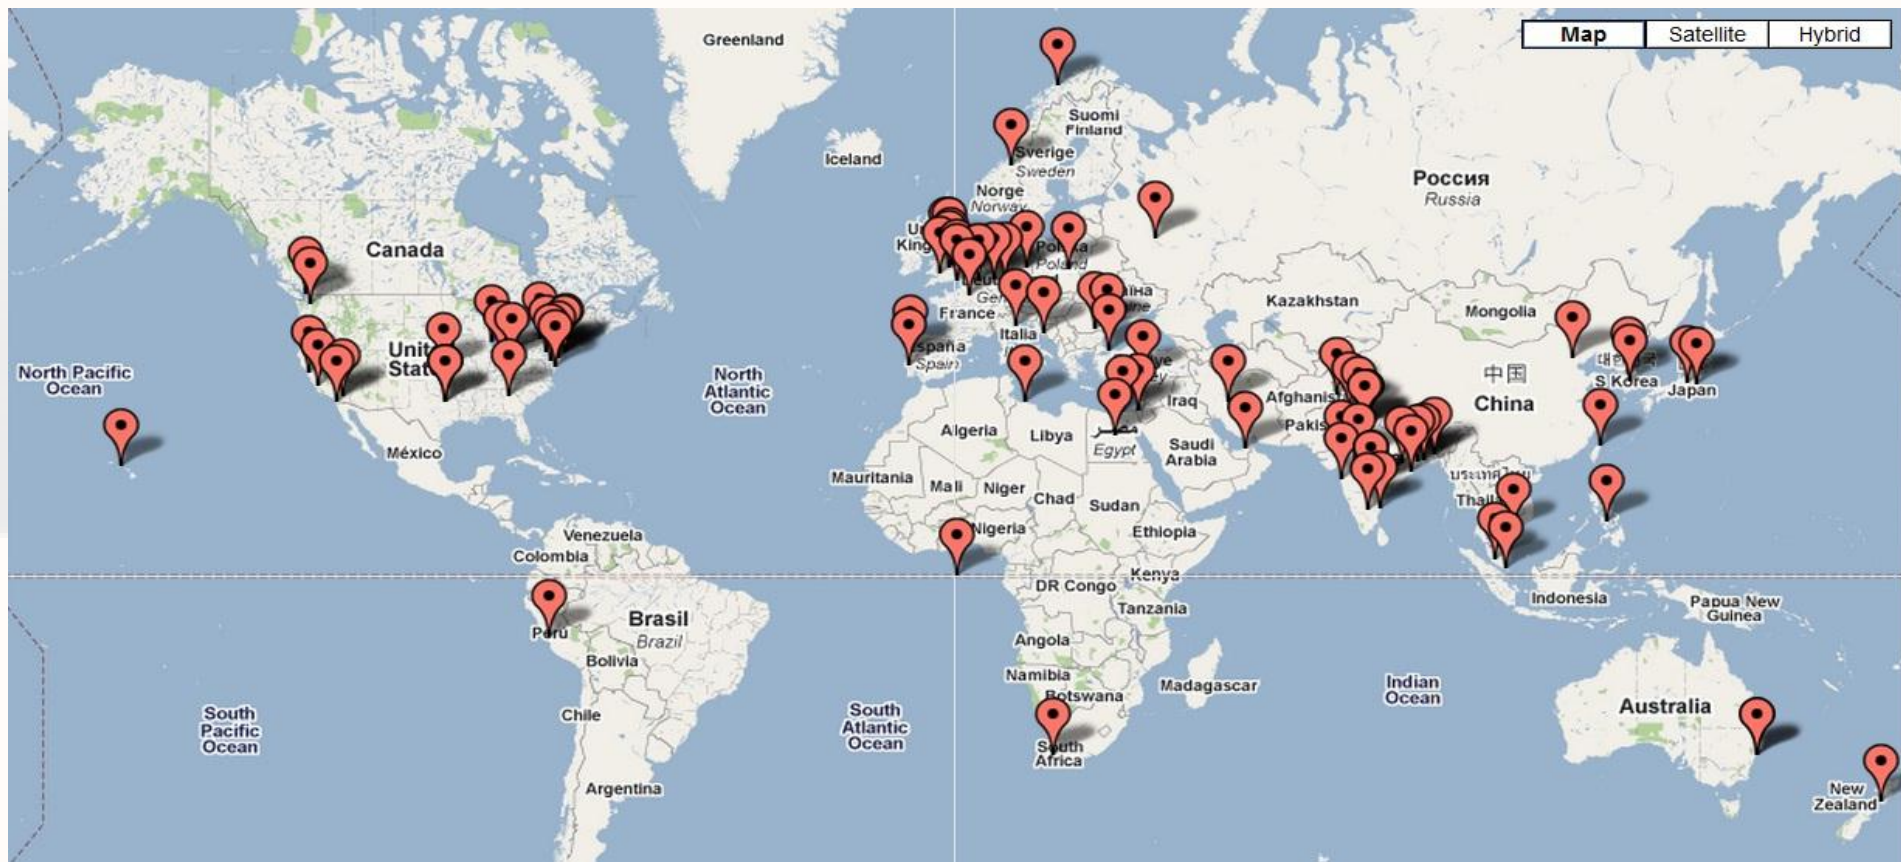 Map
Satellite
Hybrid
Greenland
Iceland
Suomi
Finland
Sverige
Sweden
Norge
Norway
Россия
Russia
Canada
Poland
Kazakhstan
Mongolia
France
Italia
Spain
North Pacific
Ocean
North
Atlantic
Ocean
中国
China
S Korea
Japan
Iraq
México
Algeria
Libya
Egypt
Saudi
Arabia
Mauritania
Mali
Niger
Chad
Sudan
Nigeria
Ethiopia
Venezuela
Colombia
DR Congo
Kenya
Tanzania
Indonesia
Papua New
Guinea
Peru
Brasil
Brazil
Bolivia
Angola
Namibia
Botswana
Madagascar
Chile
South
Pacific
Ocean
South
Atlantic
Ocean
Indian
Ocean
Australia
South
Africa
Argentina
New
Zealand